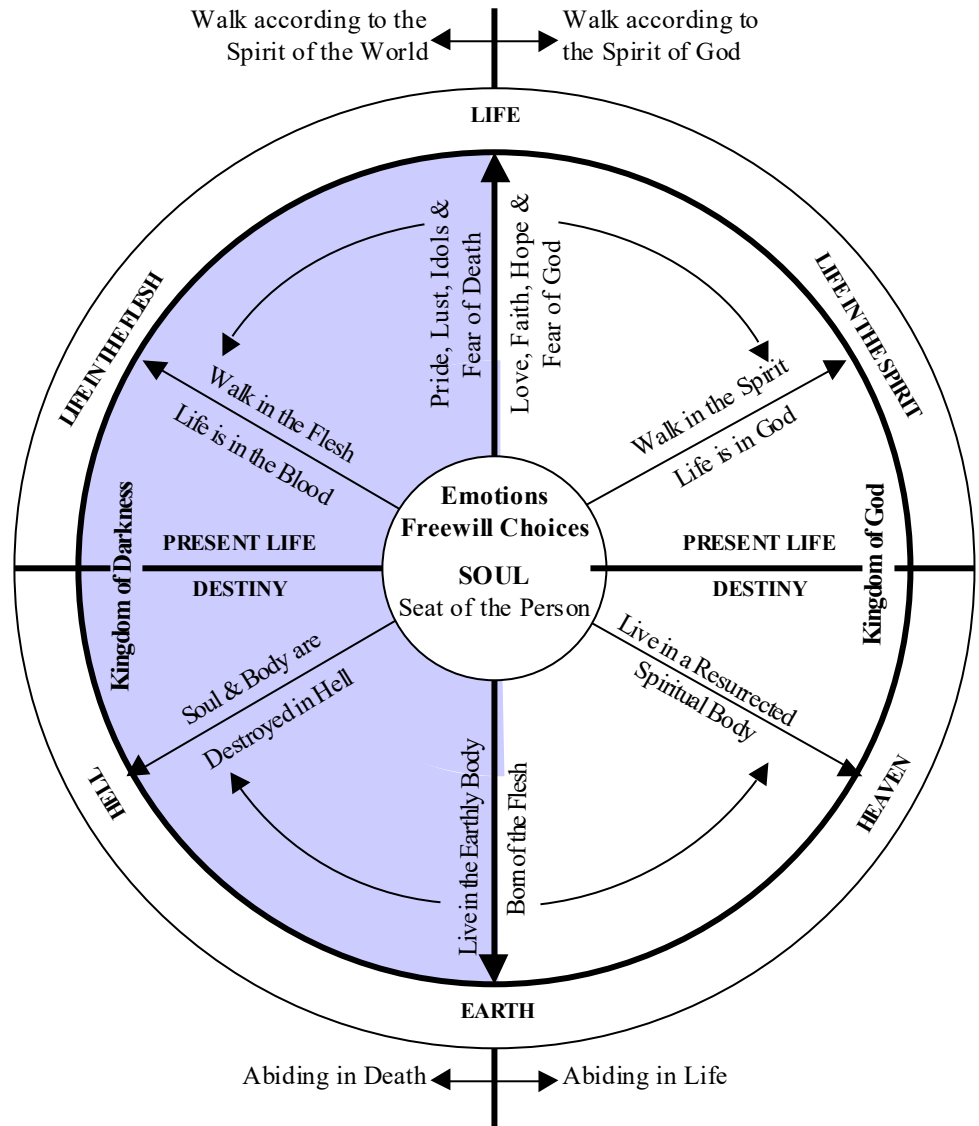 Walk according to the
Spirit of the World
Walk according to
the Spirit of God
LIFE
Pride, Lust, Idols &
Fear of Death
Love, Faith, Hope &
Fear of God
LIFE IN THE FLESH
LIFE IN THE SPIRIT
Walk in the Flesh
Life is in the Blood
Walk in the Spirit
Life is in God
Emotions
Freewill Choices
SOUL
Seat of the Person
Kingdom of Darkness
PRESENT LIFE
DESTINY
PRESENT LIFE
DESTINY
Kingdom of God
Soul & Body are
Destroyed in Hell
Live in a Resurrected
Spiritual Body
HELL
HEAVEN
Live in the Earthly Body
Born of the Flesh
EARTH
Abiding in Death
Abiding in Life